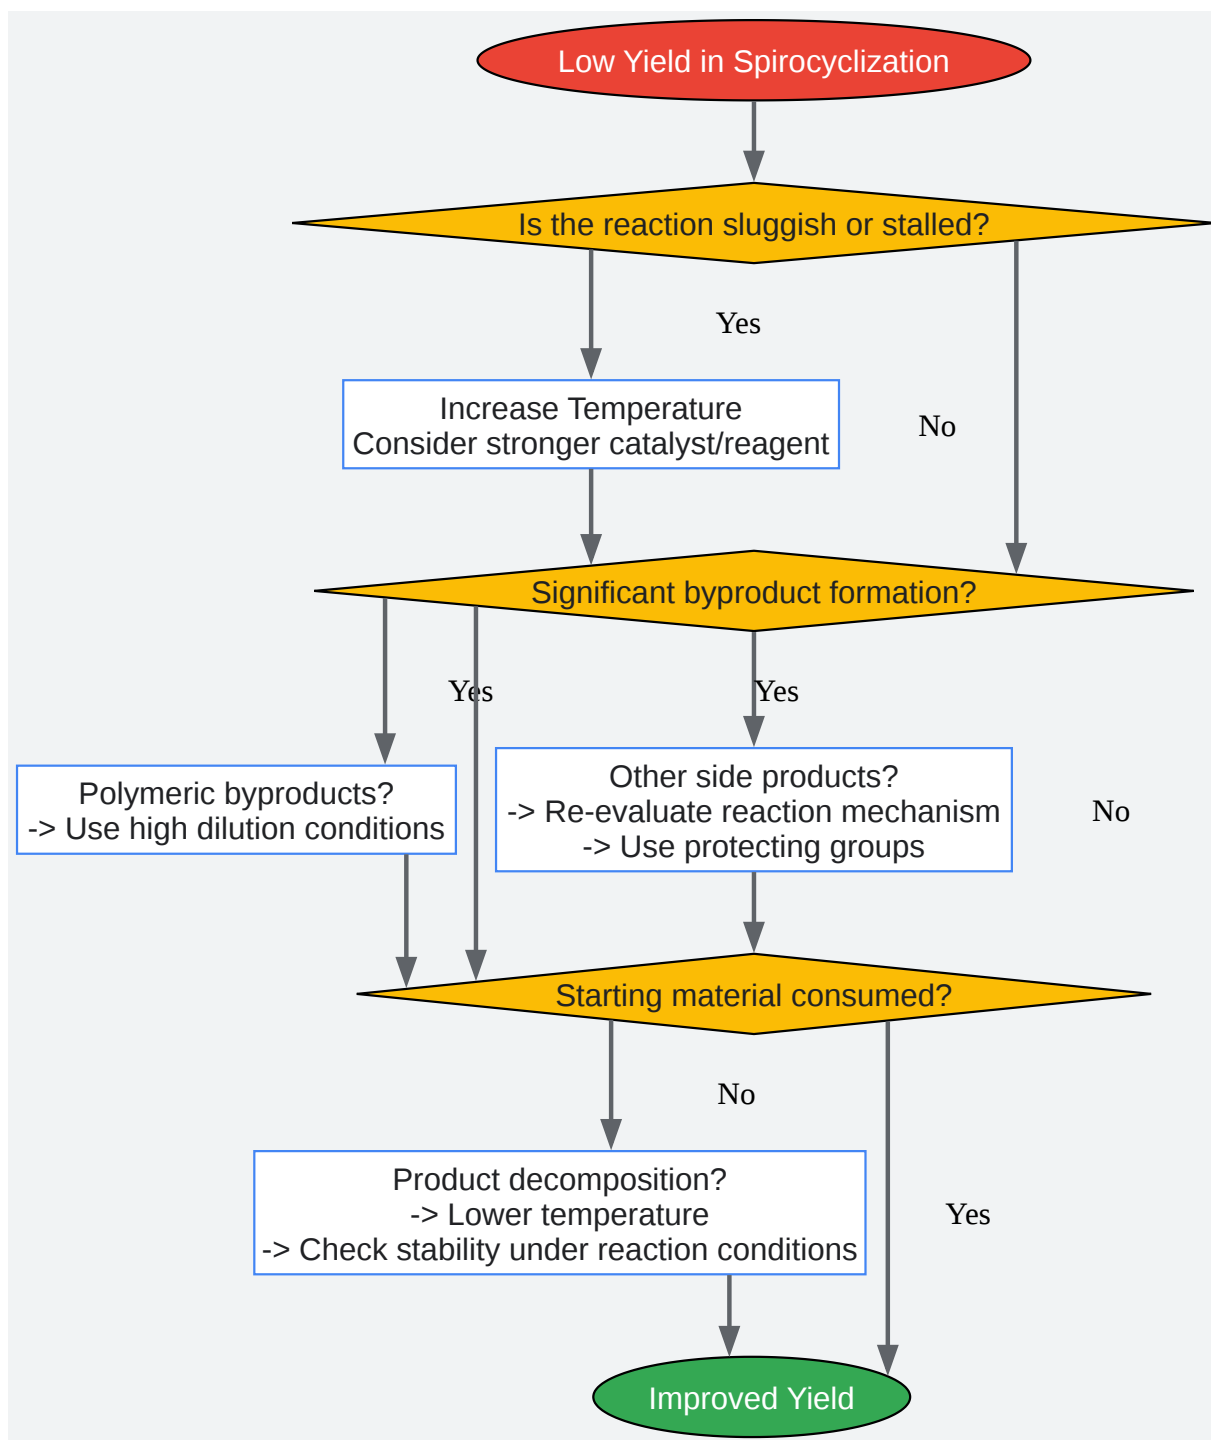 Low Yield in Spirocyclization
Is the reaction sluggish or stalled?
Yes
Increase Temperature
Consider stronger catalyst/reagent
No
Significant byproduct formation?
Yes
Yes
Polymeric byproducts?
-> Use high dilution conditions
Other side products?
-> Re-evaluate reaction mechanism
-> Use protecting groups
No
Starting material consumed?
No
Product decomposition?
-> Lower temperature
-> Check stability under reaction conditions
Yes
Improved Yield